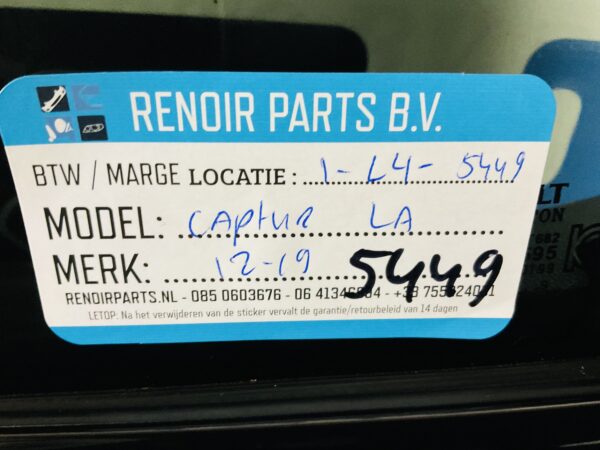 RENOIR PARTS B.V.
BTW / MARGE LOCATIE : 1-L4-5449
MODEL: CAPtUR LA
MERK: 12-19 5449
RENOIRPARTS.NL - 085 0603676 - 06
LETOP: Na het verwijderen van de sticker vervalt de garantie/retourbeleid van 14 dagen